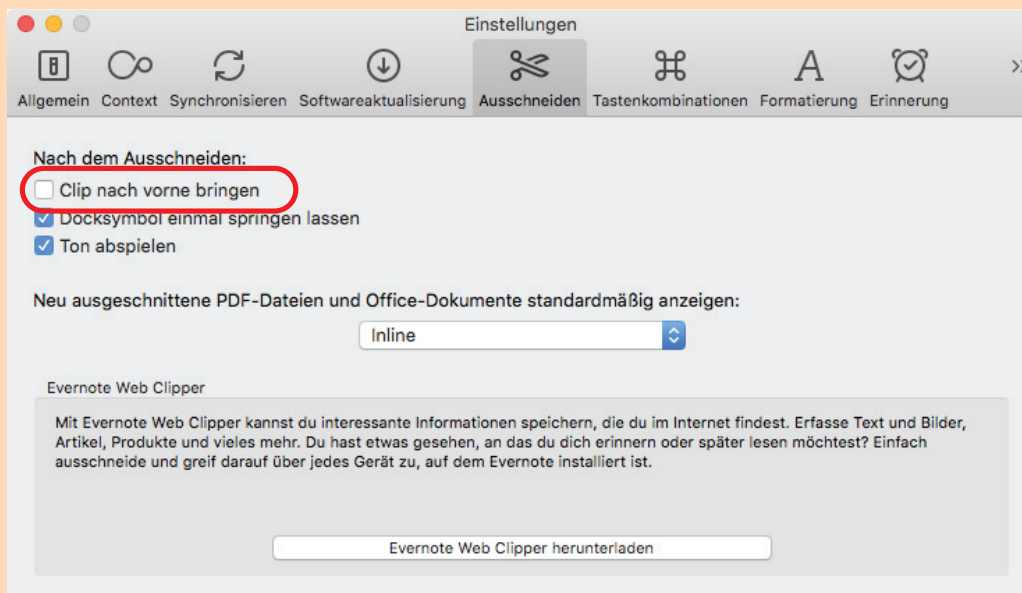 Einstellungen
Allgemein Context Synchronisieren Softwareaktualisierung Ausschneiden Tastenkombinationen Formatierung Erinnerung
Nach dem Ausschneiden:
Clip nach vorne bringen
Docksymbol einmal springen lassen
Ton abspielen
Neu ausgeschnittene PDF-Dateien und Office-Dokumente standardmäßig anzeigen:
Inline
Evernote Web Clipper
Mit Evernote Web Clipper kannst du interessante Informationen speichern, die du im Internet findest. Erfasse Text und Bilder,
Artikel, Produkte und vieles mehr. Du hast etwas gesehen, an das du dich erinnern oder später lesen möchtest? Einfach
ausschneide und greif darauf über jedes Gerät zu, auf dem Evernote installiert ist.
Evernote Web Clipper herunterladen